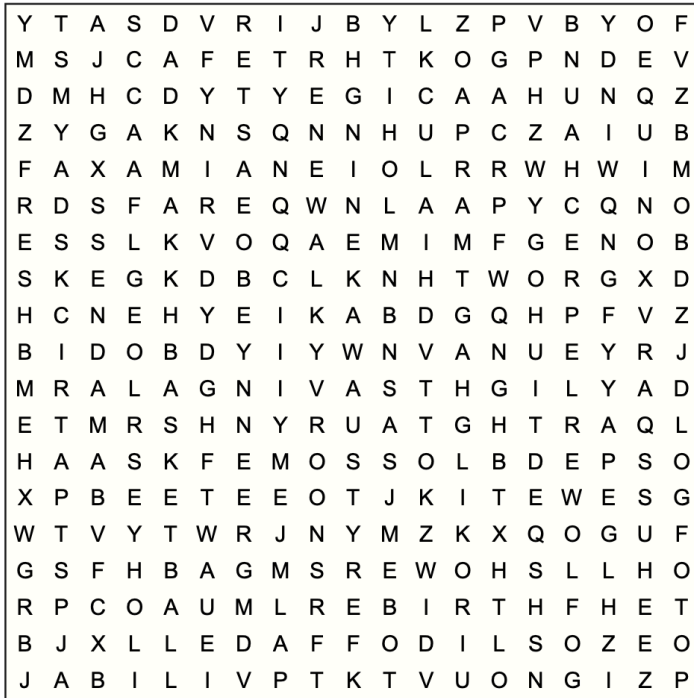 Y T A S D V R I J B Y L Z P V B Y O F
M S J C A F E T R H T K O G P N D E V
D M H C D Y T Y E G I C A A H U N Q Z
Z Y G A K N S Q N N H U P C Z A I U B
F A X A M I A N E I O L R R W H W I M
R D S F A R E Q W N L A A P Y C Q N O
E S S L K V O Q A E M I M F G E N O B
S K E G K D B C L K N H T W O R G X D
H C N E H Y E I K A B D G Q H P F V Z
B I D O B D Y I Y W N V A N U E Y R J
M R A L A G N I V A S T H G I L Y A D
E T M R S H N Y R U A T G H T R A Q L
H A A S K F E M O S S O L B D E P S O
X P B E E T E E O T J K I T E W E S G
W T V Y T W R J N Y M Z K X Q O G U F
G S F H B A G M S R E W O H S L L H O
R P C O A U M L R E B I R T H F H E T
B J X L L E D A F F O D I L S O Z E O
J A B I L I V P T K T V U O N G I Z P